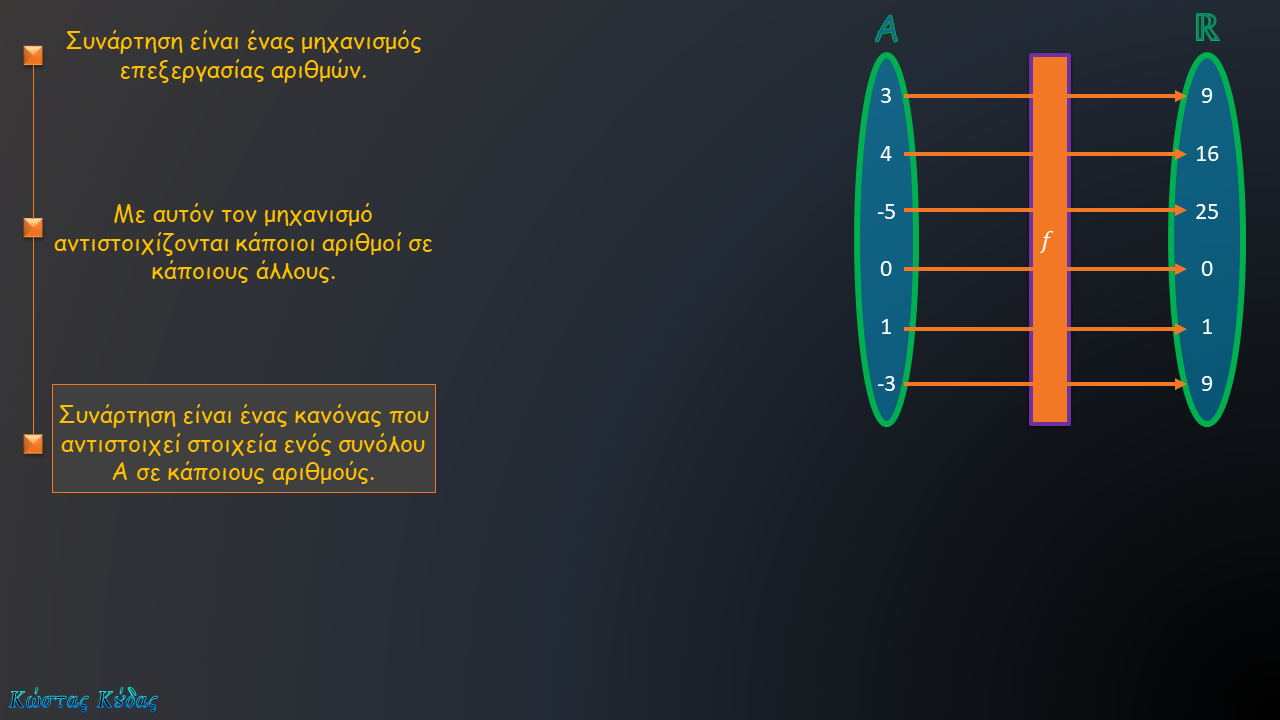 Συνάρτηση είναι ένας μηχανισμός
επεξεργασίας αριθμών.
Με αυτόν τον μηχανισμό
αντιστοιχίζονται κάποιοι αριθμοί σε
κάποιους άλλους.
Συνάρτηση είναι ένας κανόνας που
αντιστοιχεί στοιχεία ενός συνόλου
Α σε κάποιους αριθμούς.
A ℝ
3 9
4 16
-5 25
f
0 0
1 1
-3 9
Κώστας Κύδας